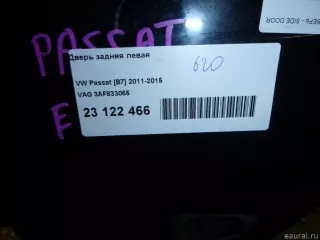 ВЕРЬ - SIDE DOOR
PASSAT
Дверь задняя левая
620
VW Passat [B7] 2011-2015
VAG 3AF833055
23 122 466
eaural.ru